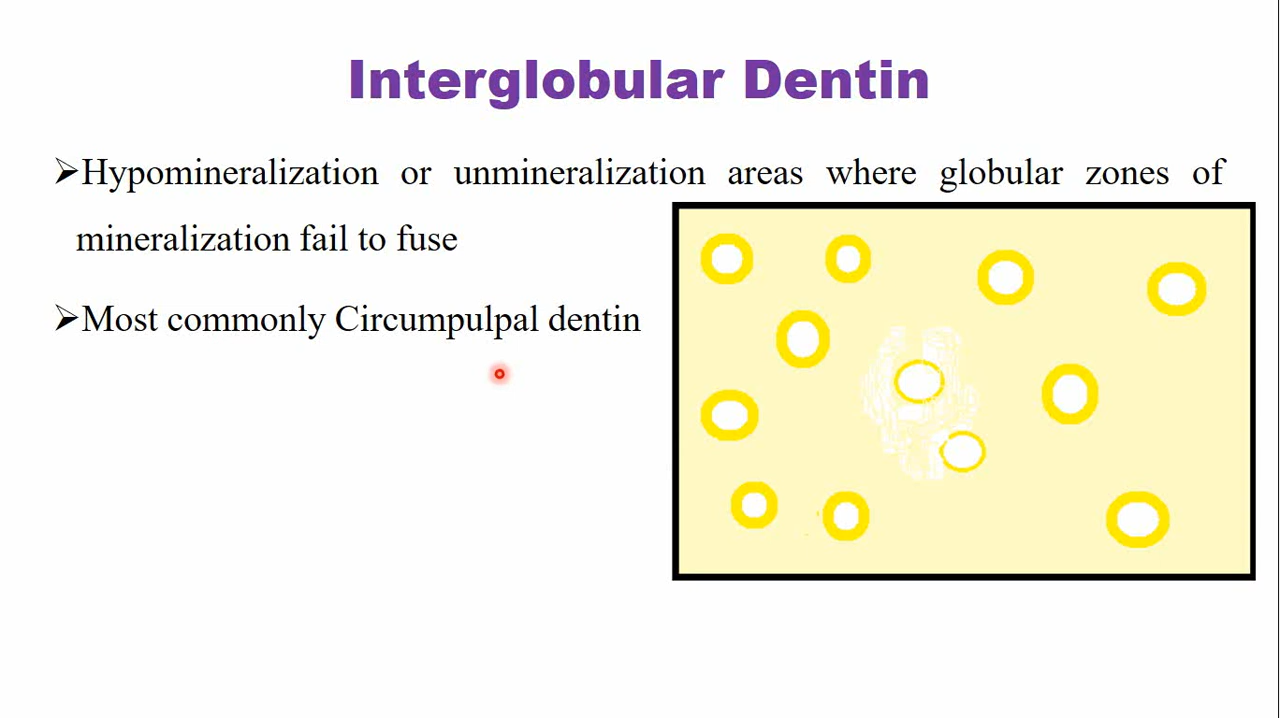 Interglobular Dentin
➢Hypomineralization or unmineralization areas where globular zones of
mineralization fail to fuse
➢Most commonly Circumpulpal dentin